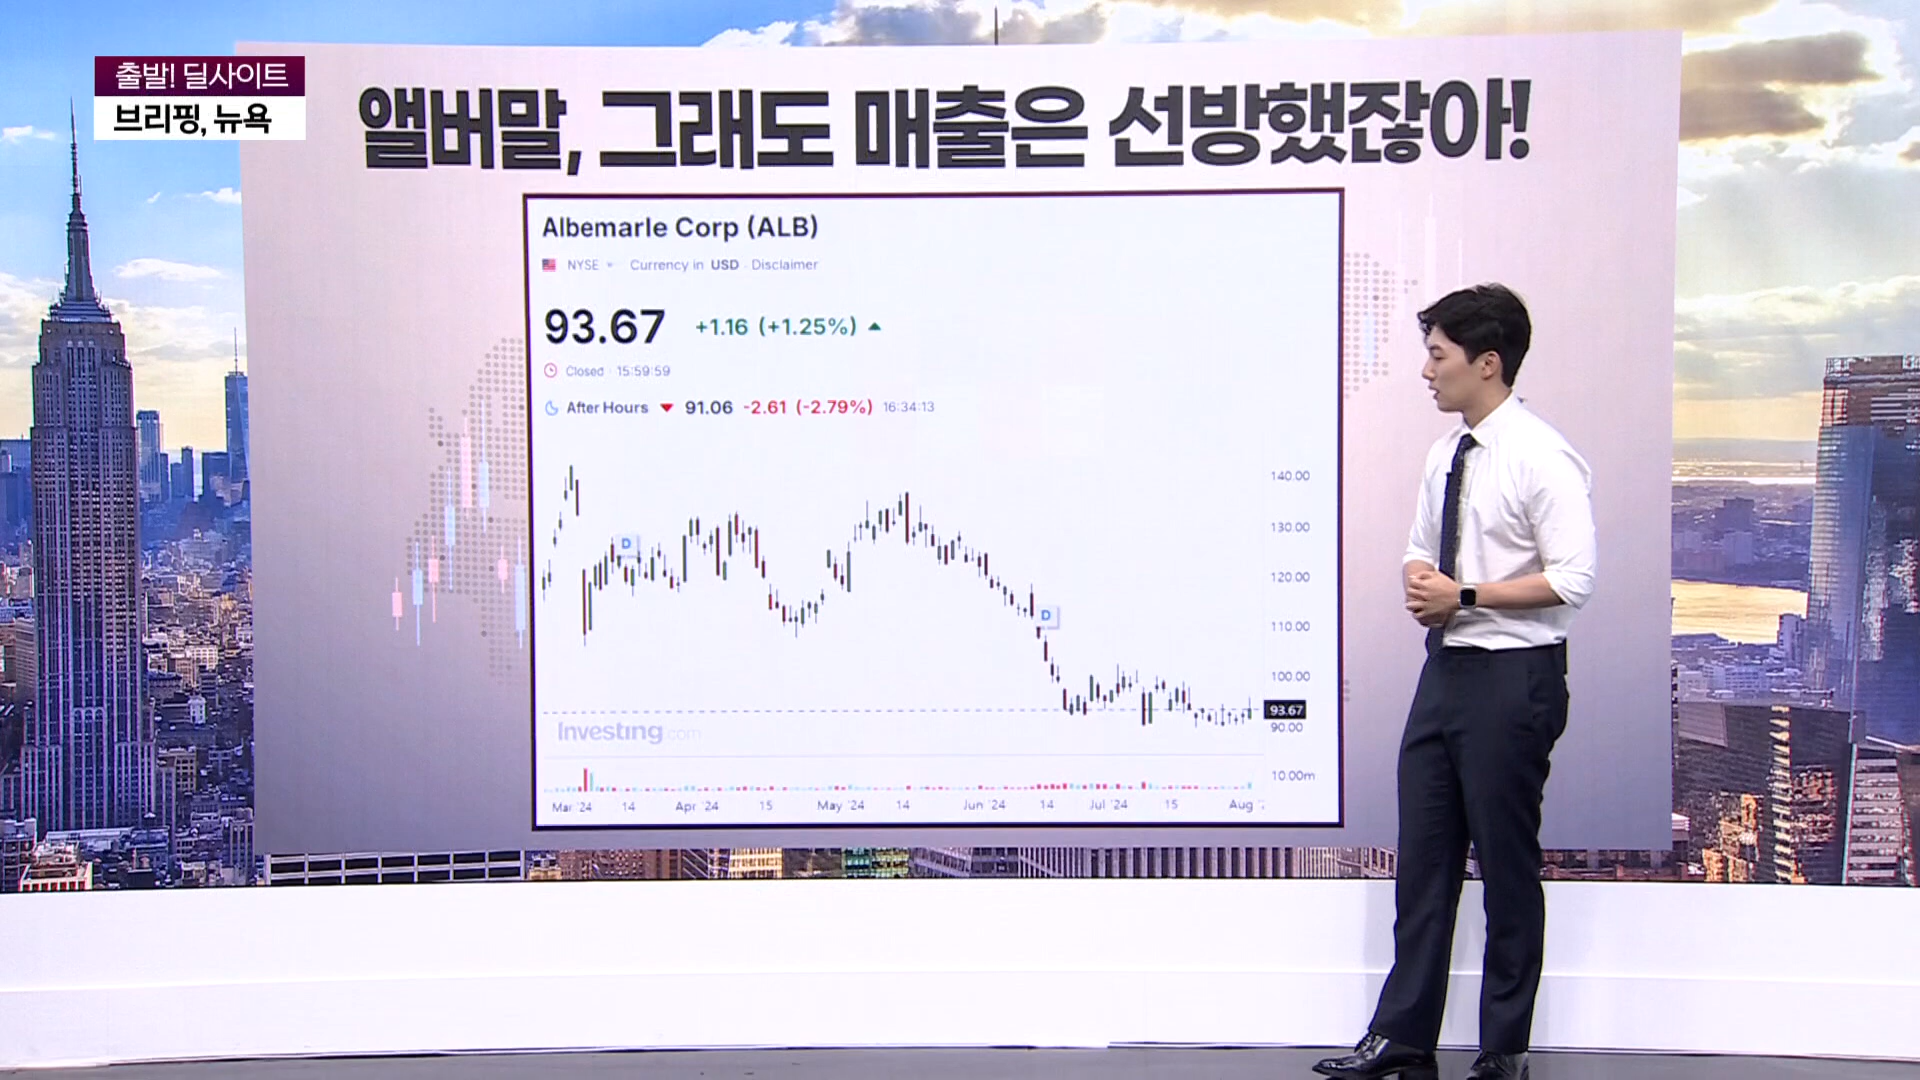 출발! 딜사이트
브리핑, 뉴욕
앨버말, 그래도 매출은 선방했잖아!
Albemarle Corp (ALB)
NYSE Currency in USD · Disclaimer
93.67 +1.16 (+1.25%)
Closed · 15:59:59
After Hours 91.06 -2.61 (-2.79%) 16:34:13
140.00
130.00
D
120.00
D
110.00
100.00
93.67
90.00
Investing.com
10.00m
Mar '24 14 Apr '24 15 May '24 14 Jun '24 14 Jul '24 15 Aug